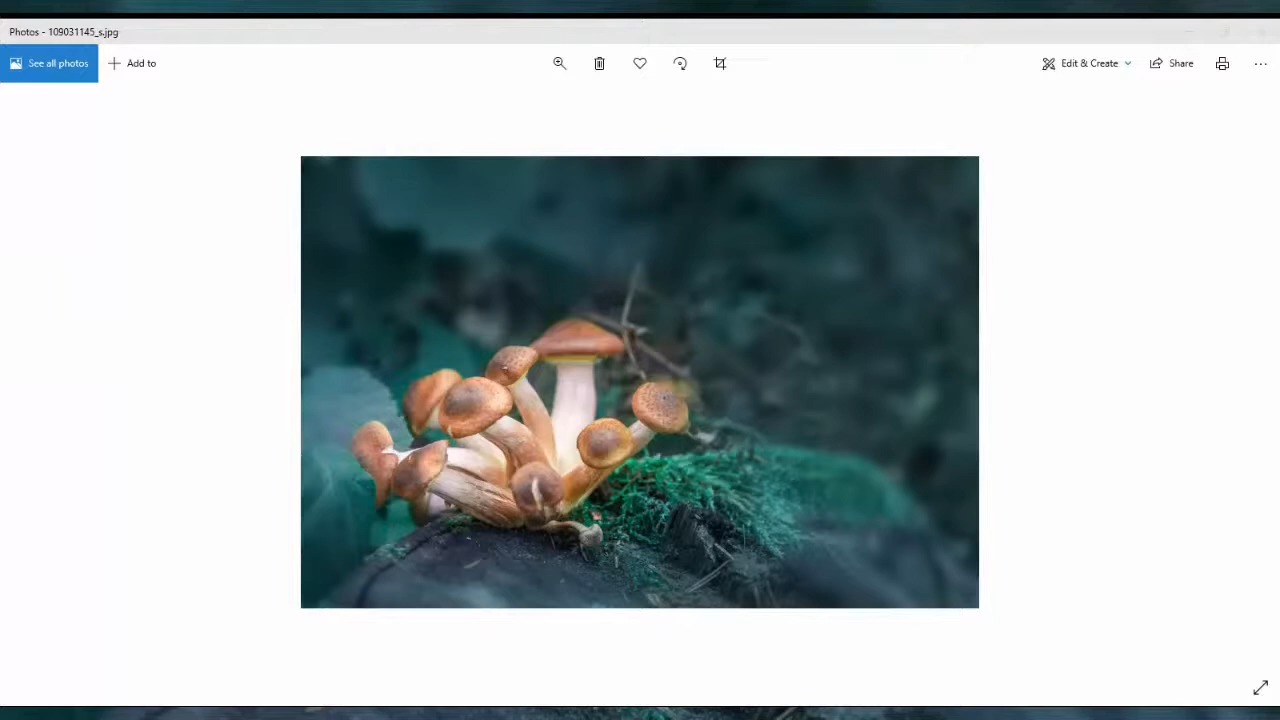 Photos - 109031145_s.jpg
See all photos
Add to
Edit & Create
Share